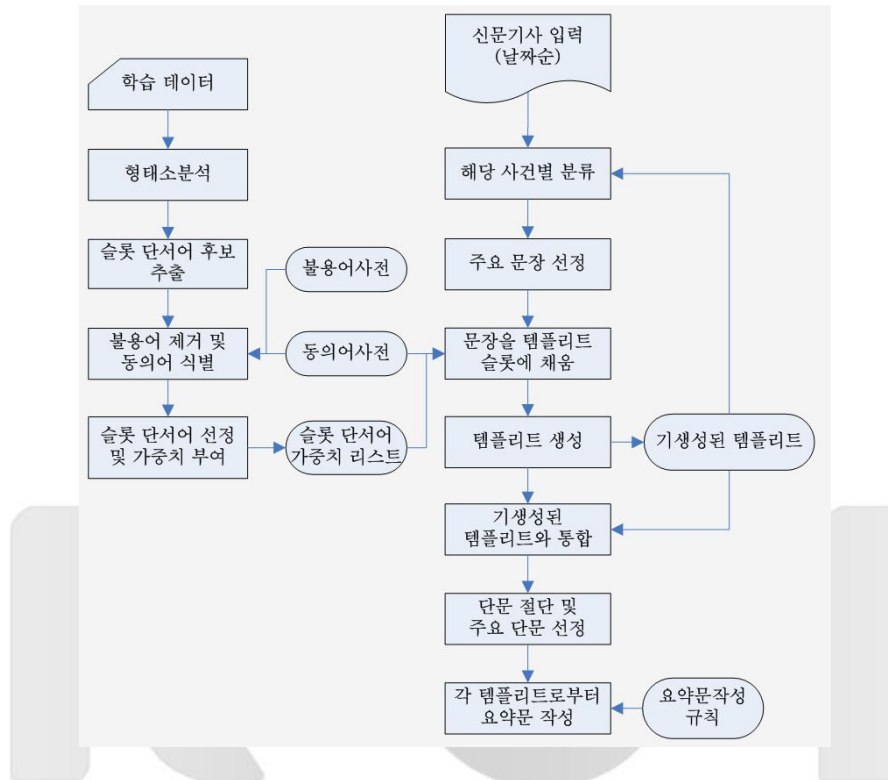 학습 데이터
형태소분석
슬롯 단서어 후보
추출
불용어 제거 및
동의어 식별
슬롯 단서어 선정
및 가중치 부여
불용어사전
동의어사전
슬롯 단서어
가중치 리스트
신문기사 입력
(날짜순)
해당 사건별 분류
주요 문장 선정
문장을 템플리트
슬롯에 채움
템플리트 생성
기생성된 템플리트
기생성된
템플리트와 통합
단문 절단 및
주요 단문 선정
각 템플리트로부터
요약문 작성
요약문작성
규칙